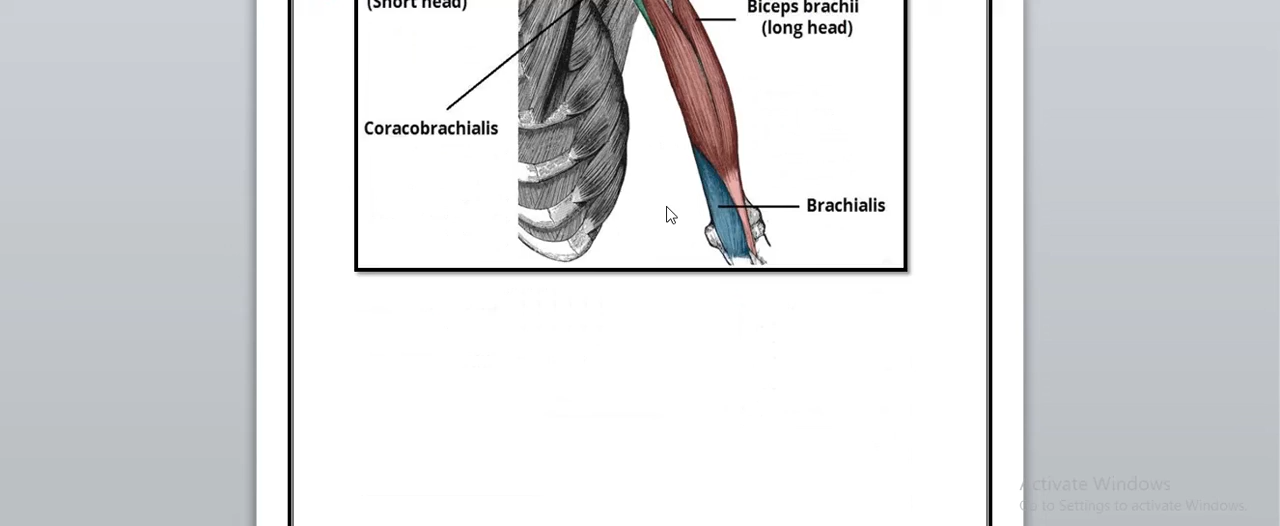 (Short head)
Biceps brachii
(long head)
Coracobrachialis
Brachialis
Activate Windows
Go to Settings to activate Windows.